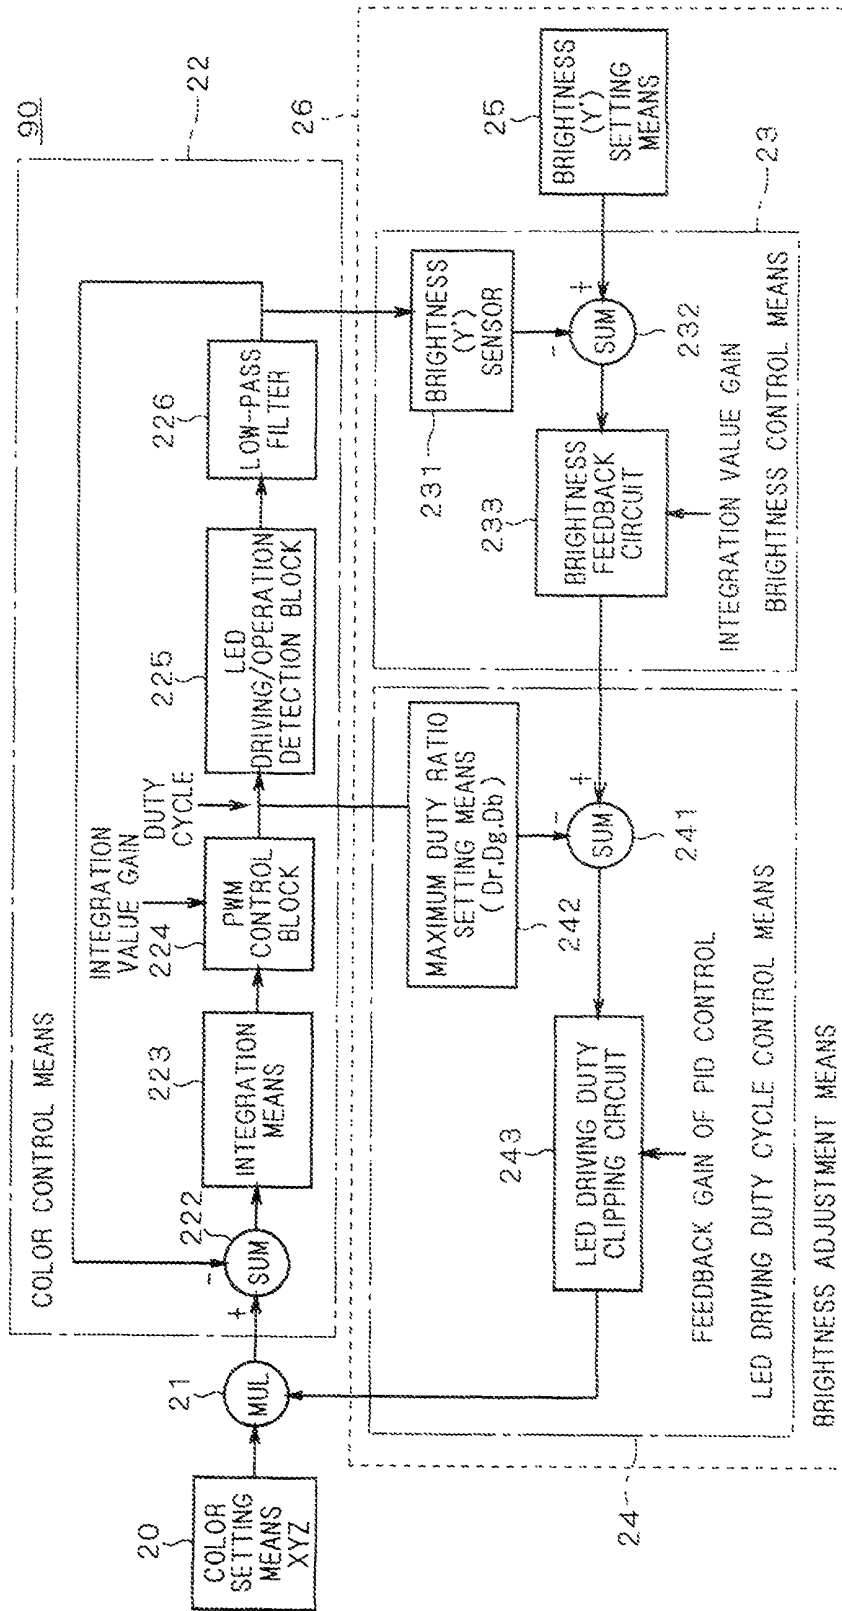 90
22
COLOR CONTROL MEANS
INTEGRATION
VALUE GAIN
DUTY
CYCLE
20
COLOR
SETTING
MEANS
XYZ
21
MUL
+
-
222
SUM
223
INTEGRATION
MEANS
224
PWM
CONTROL
BLOCK
225
LED
DRIVING/OPERATION
DETECTION BLOCK
226
LOW-PASS
FILTER
26
24
242
MAXIMUM DUTY RATIO
SETTING MEANS
(Dr,Dg,Db)
-
+
SUM
241
243
LED DRIVING DUTY
CLIPPING CIRCUIT
FEEDBACK GAIN OF PID CONTROL
LED DRIVING DUTY CYCLE CONTROL MEANS
231
BRIGHTNESS
(Y')
SENSOR
-
+
SUM
232
233
BRIGHTNESS
FEEDBACK
CIRCUIT
INTEGRATION VALUE GAIN
BRIGHTNESS CONTROL MEANS
23
25
BRIGHTNESS
(Y')
SETTING
MEANS
BRIGHTNESS ADJUSTMENT MEANS